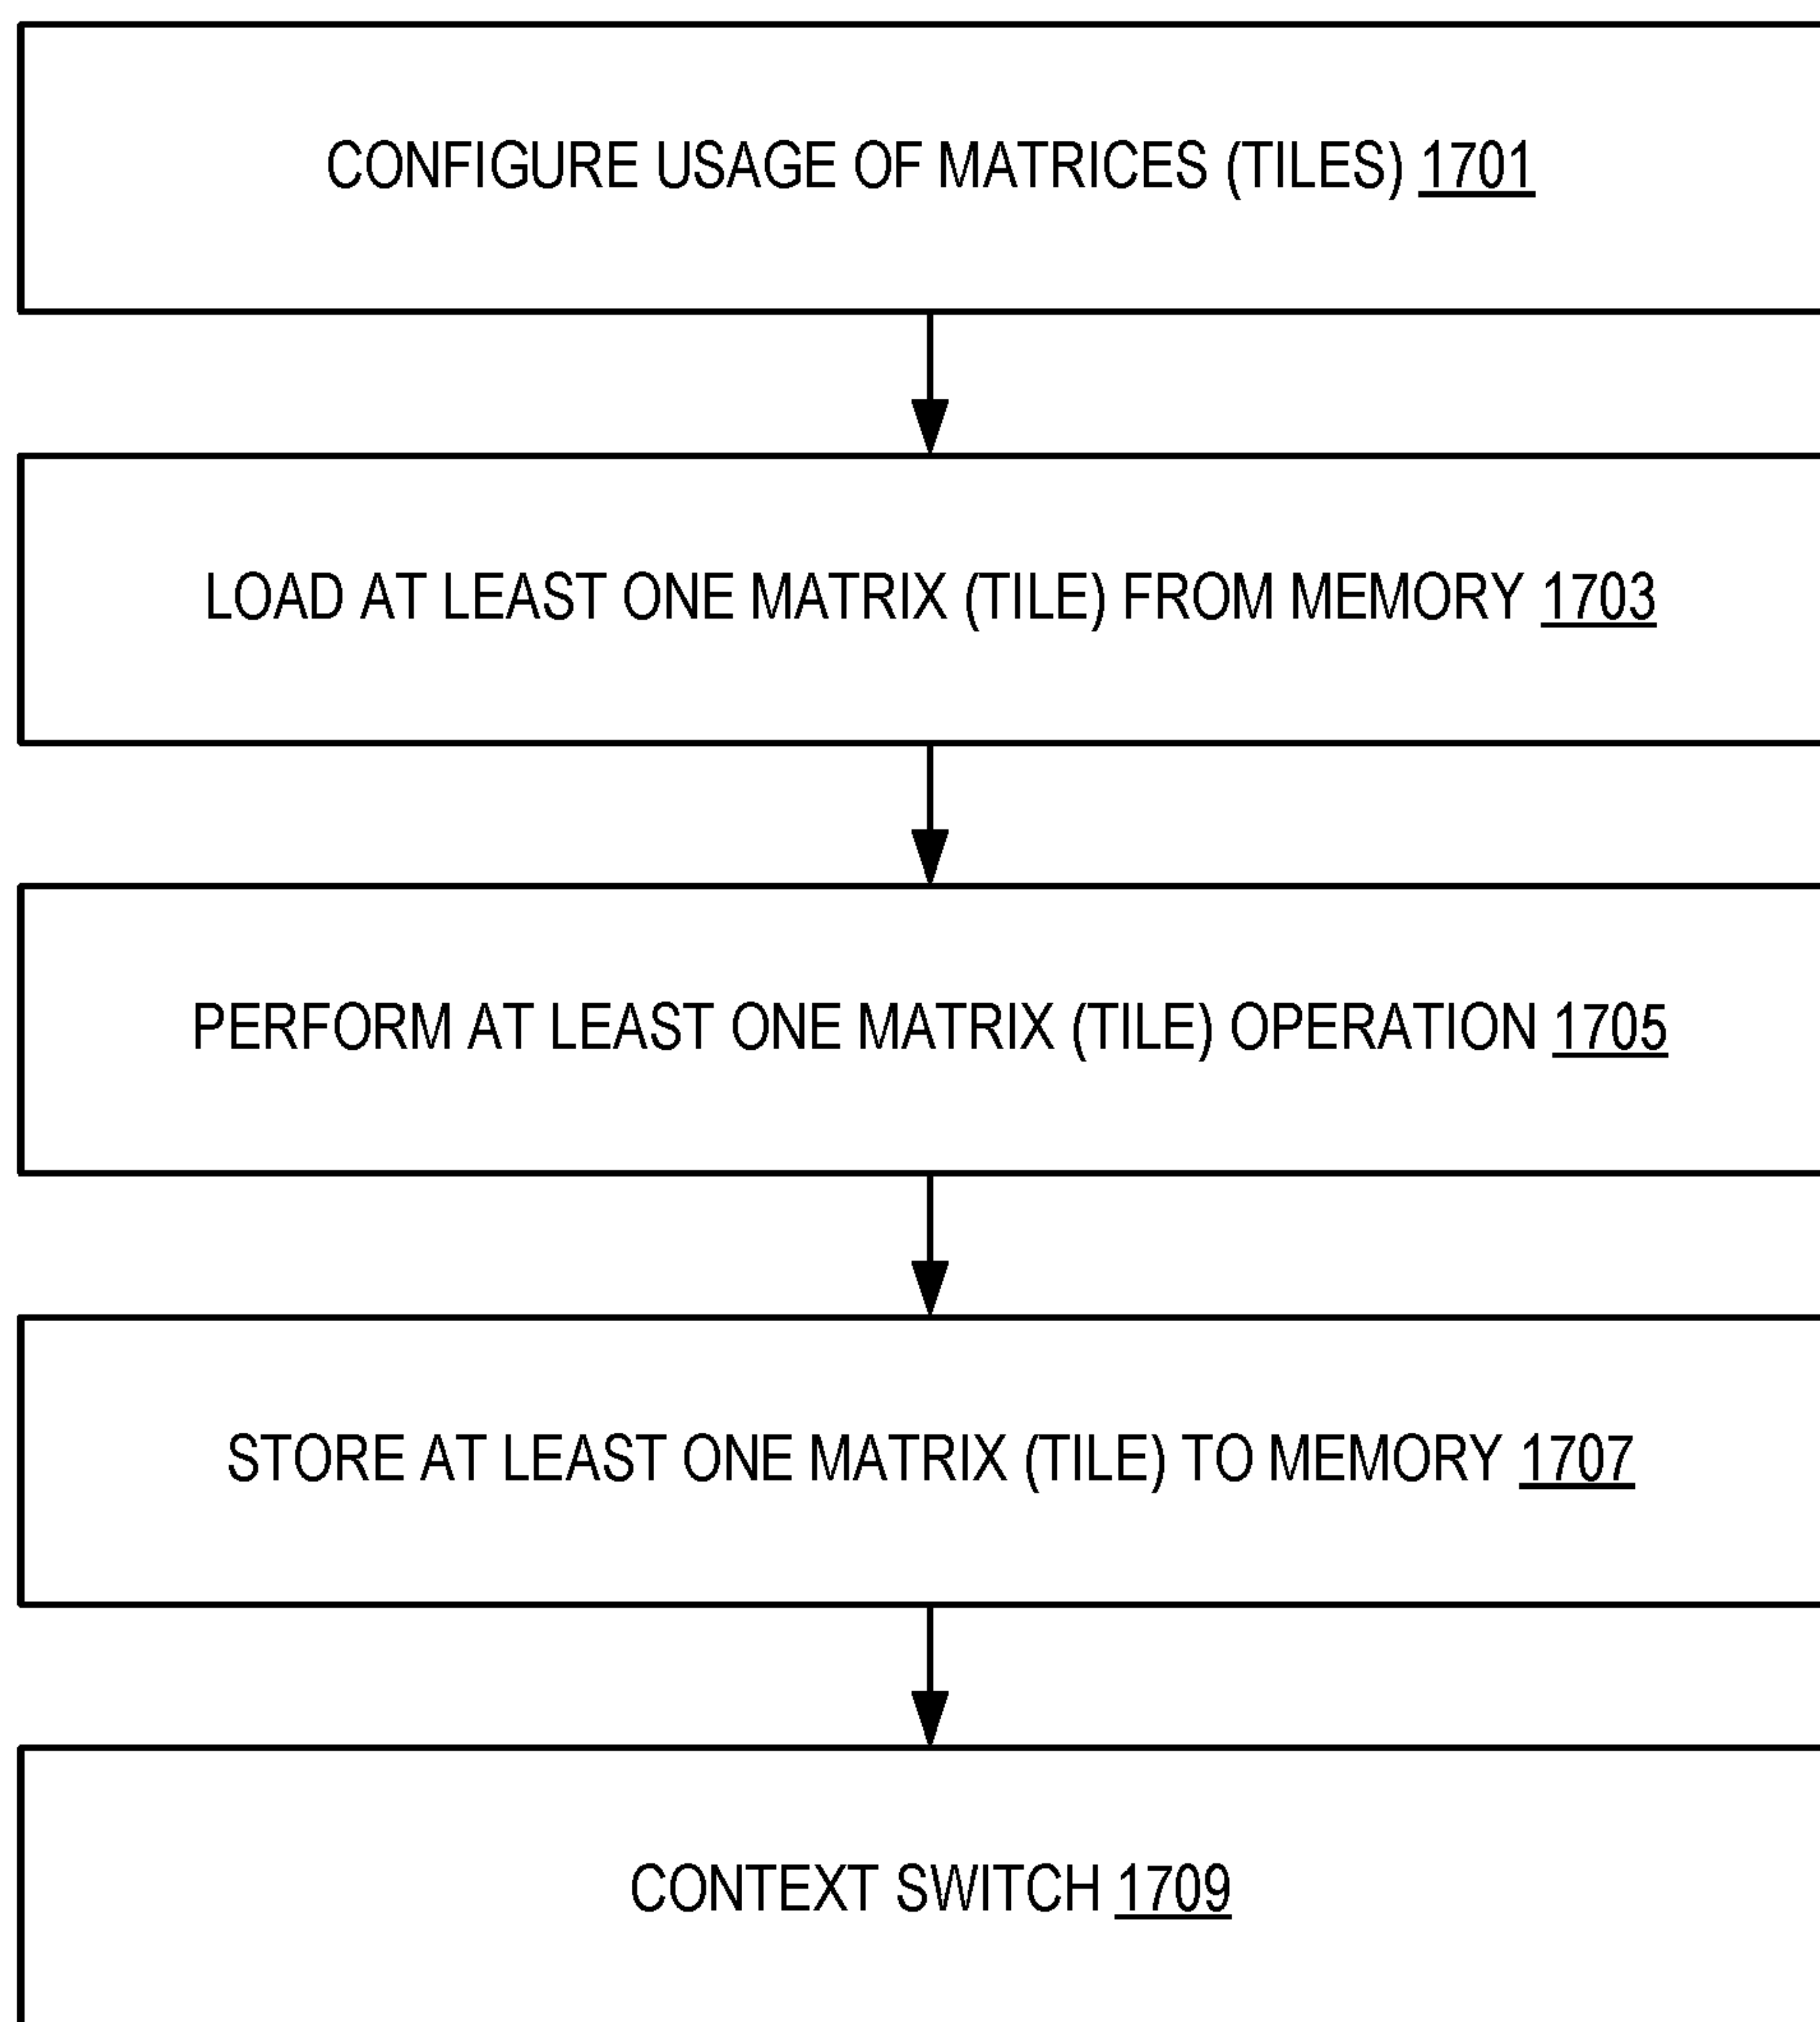 CONFIGURE USAGE OF MATRICES (TILES) 1701
LOAD AT LEAST ONE MATRIX (TILE) FROM MEMORY 1703
PERFORM AT LEAST ONE MATRIX (TILE) OPERATION 1705
STORE AT LEAST ONE MATRIX (TILE) TO MEMORY 1707
CONTEXT SWITCH 1709